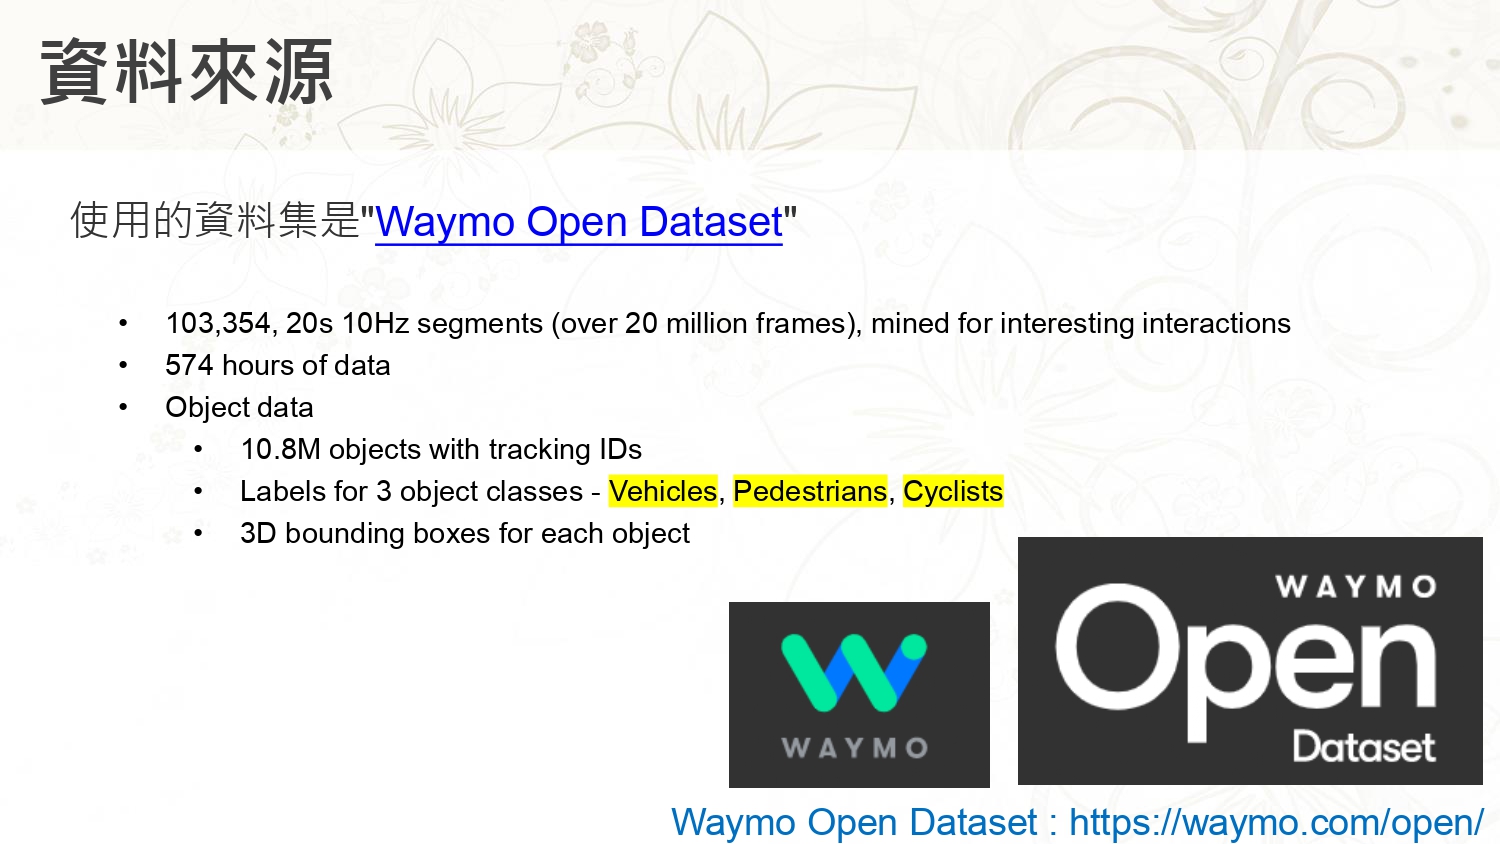 資料來源
使用的資料集是"Waymo Open Dataset"
• 103,354, 20s 10Hz segments (over 20 million frames), mined for interesting interactions
• 574 hours of data
• Object data
• 10.8M objects with tracking IDs
• Labels for 3 object classes - Vehicles, Pedestrians, Cyclists
• 3D bounding boxes for each object
WAYMO
WAYMO
Open
Dataset
Waymo Open Dataset : https://waymo.com/open/